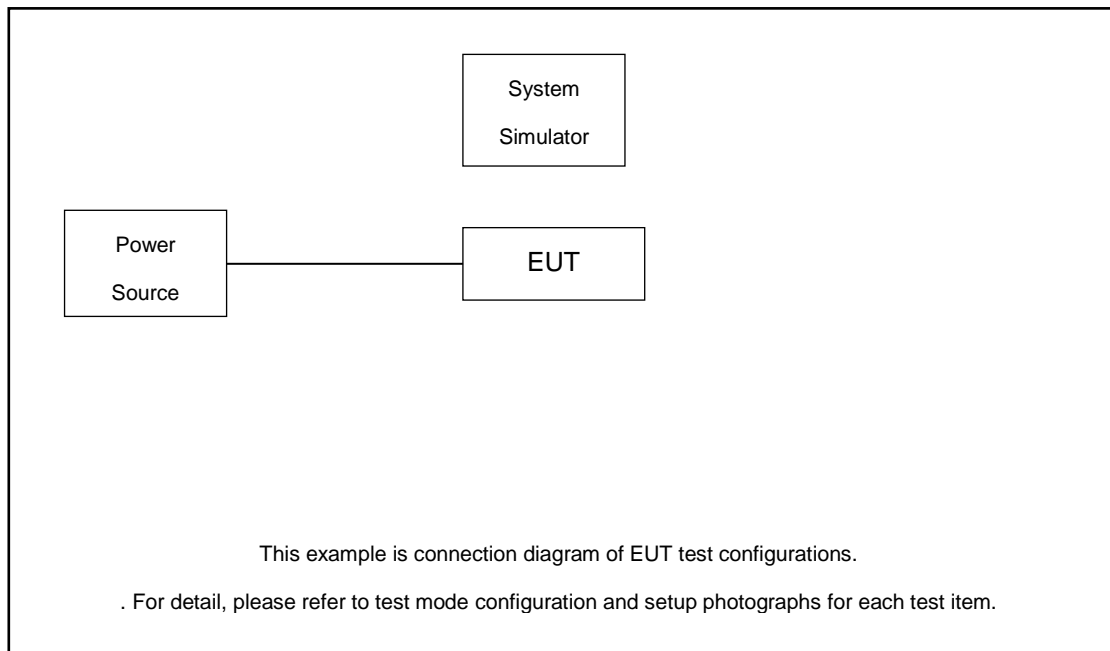 System
Simulator
Power
Source
EUT
This example is connection diagram of EUT test configurations.
. For detail, please refer to test mode configuration and setup photographs for each test item.